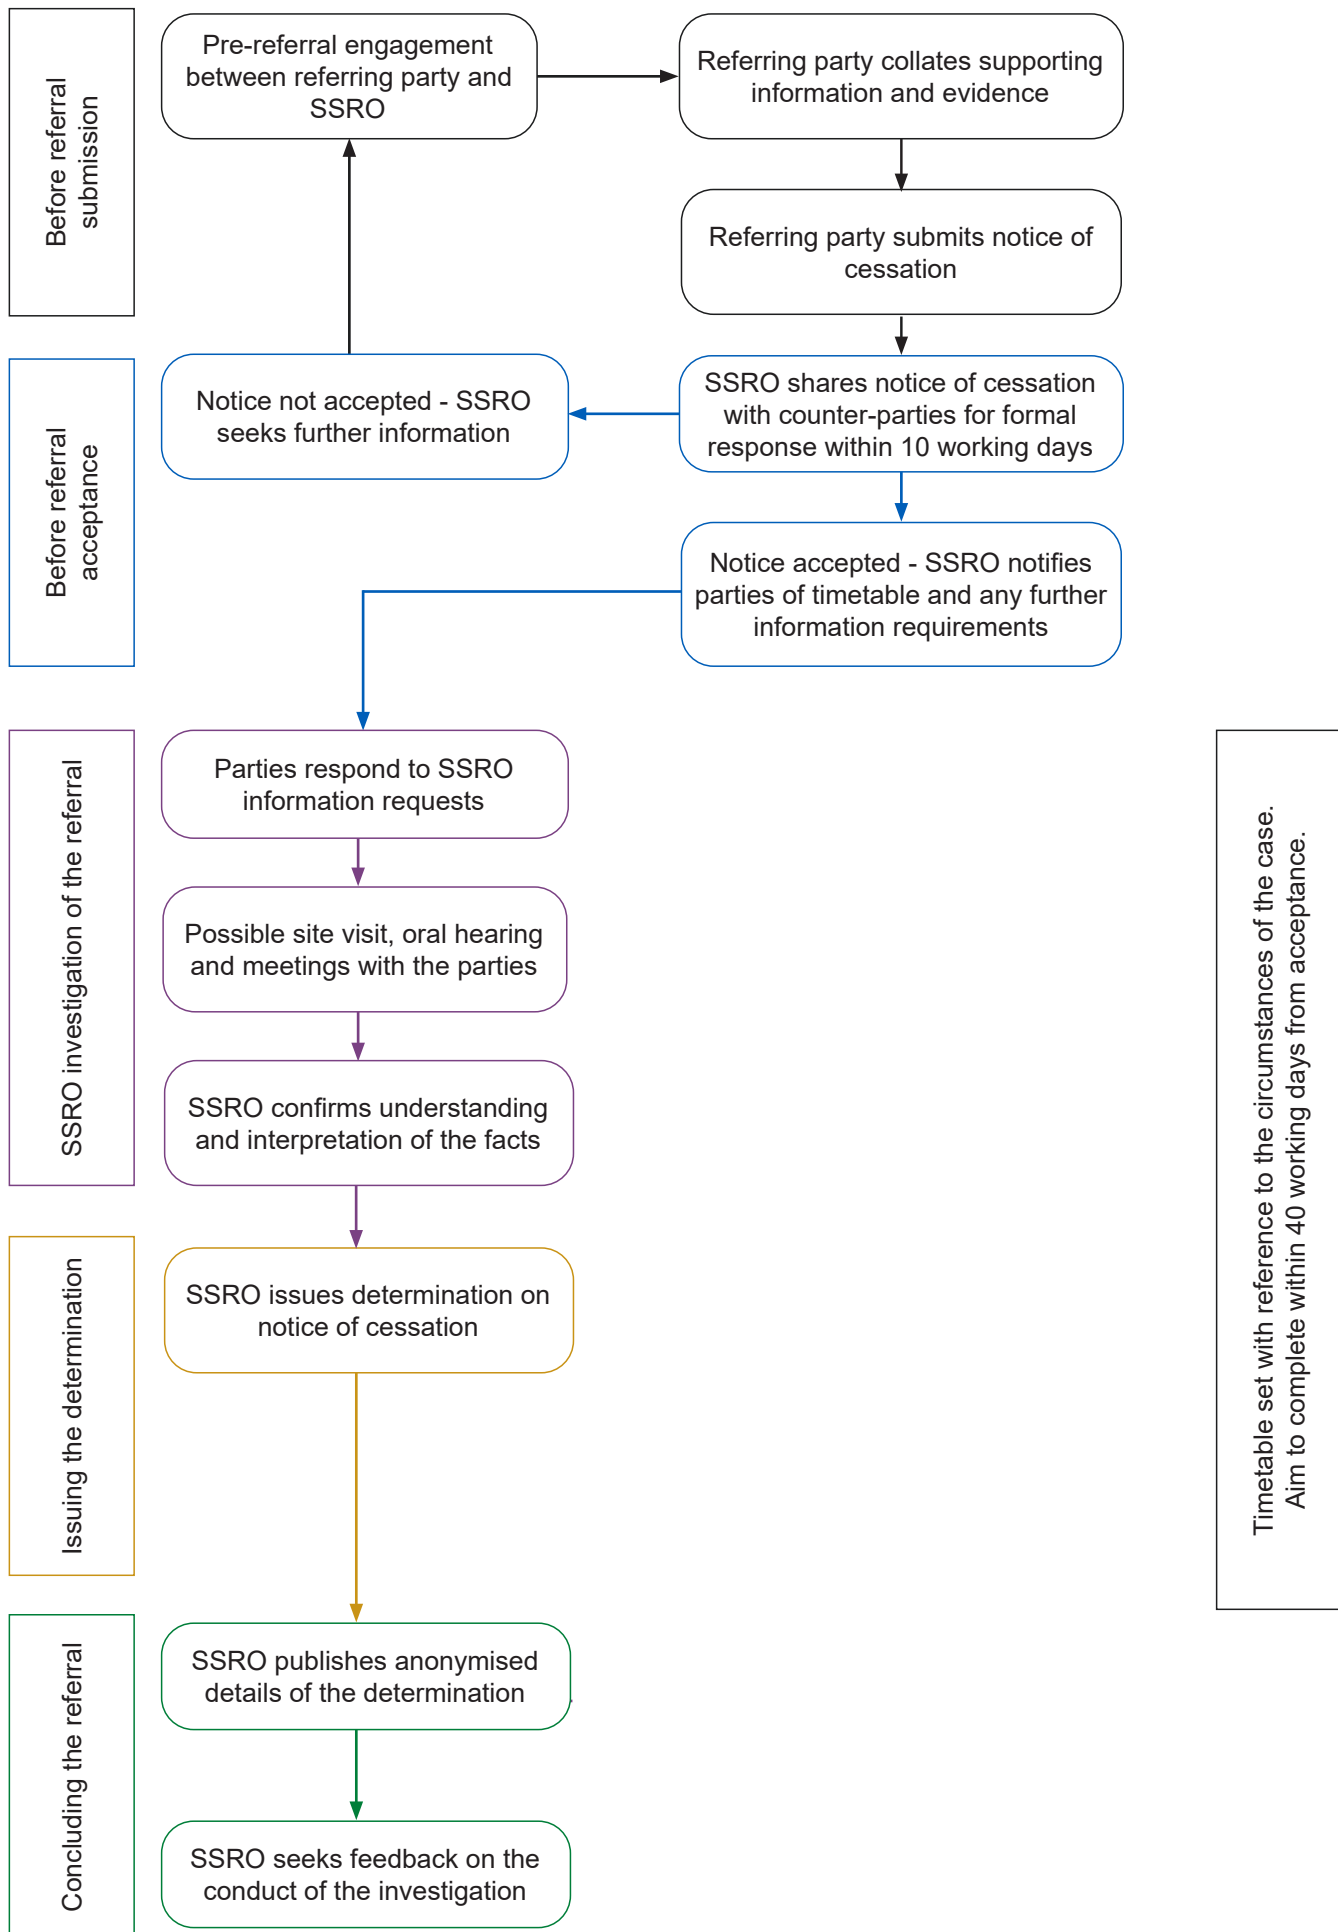 Before referral
submission
Pre-referral engagement
between referring party and
SSRO
Referring party collates supporting
information and evidence
Referring party submits notice of
cessation
Before referral
acceptance
Notice not accepted - SSRO
seeks further information
SSRO shares notice of cessation
with counter-parties for formal
response within 10 working days
Notice accepted - SSRO notifies
parties of timetable and any further
information requirements
SSRO investigation of the referral
Parties respond to SSRO
information requests
Possible site visit, oral hearing
and meetings with the parties
SSRO confirms understanding
and interpretation of the facts
Timetable set with reference to the circumstances of the case.
Aim to complete within 40 working days from acceptance.
Issuing the determination
SSRO issues determination on
notice of cessation
Concluding the referral
SSRO publishes anonymised
details of the determination
SSRO seeks feedback on the
conduct of the investigation